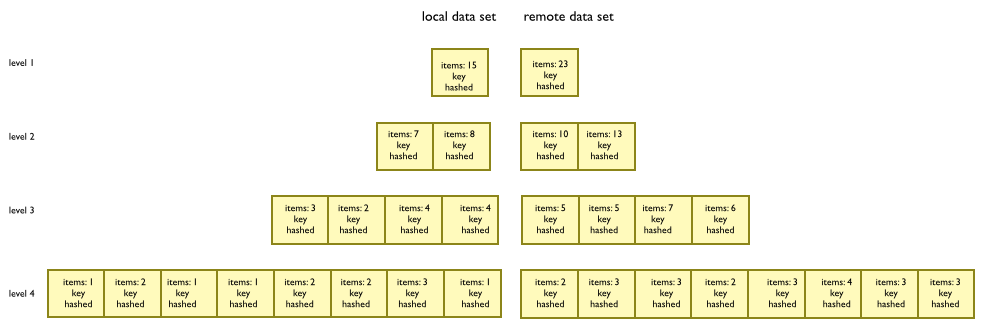 local data set remote data set
level 1
items: 15 items: 23
key key
hashed hashed
level 2
items: 7 items: 8 items: 10 items: 13
key key key key
hashed hashed hashed hashed
level 3
items: 3 items: 2 items: 4 items: 4 items: 5 items: 5 items: 7 items: 6
key key key key key key key key
hashed hashed hashed hashed hashed hashed hashed hashed
level 4
items: 1 items: 2 items: 1 items: 1 items: 2 items: 2 items: 3 items: 1 items: 2 items: 3 items: 3 items: 2 items: 3 items: 4 items: 3 items: 3
key key key key key key key key key key key key key key key key
hashed hashed hashed hashed hashed hashed hashed hashed hashed hashed hashed hashed hashed hashed hashed hashed